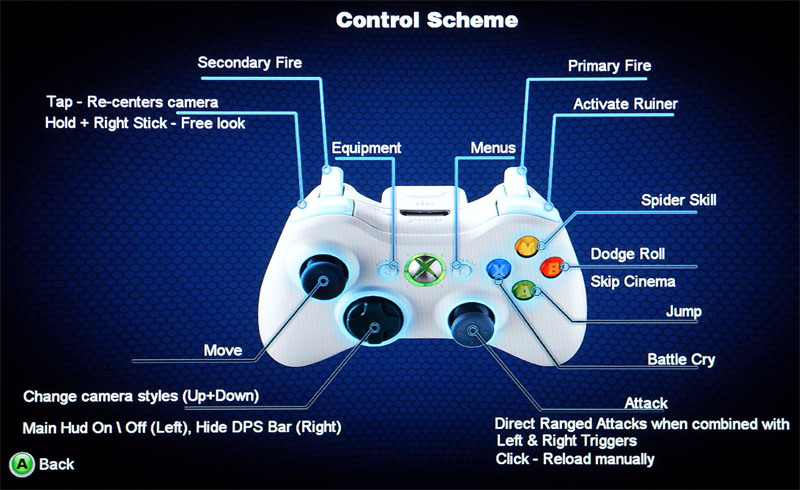 Control Scheme
Secondary Fire
Primary Fire
Tap - Re-centers camera
Hold + Right Stick - Free look
Activate Ruiner
Equipment
Menus
Spider Skill
Y
X
B
A
Dodge Roll
Skip Cinema
Jump
Move
Battle Cry
Change camera styles (Up+Down)
Attack
Main Hud On \ Off (Left), Hide DPS Bar (Right)
Direct Ranged Attacks when combined with
Left & Right Triggers
Click - Reload manually
A Back